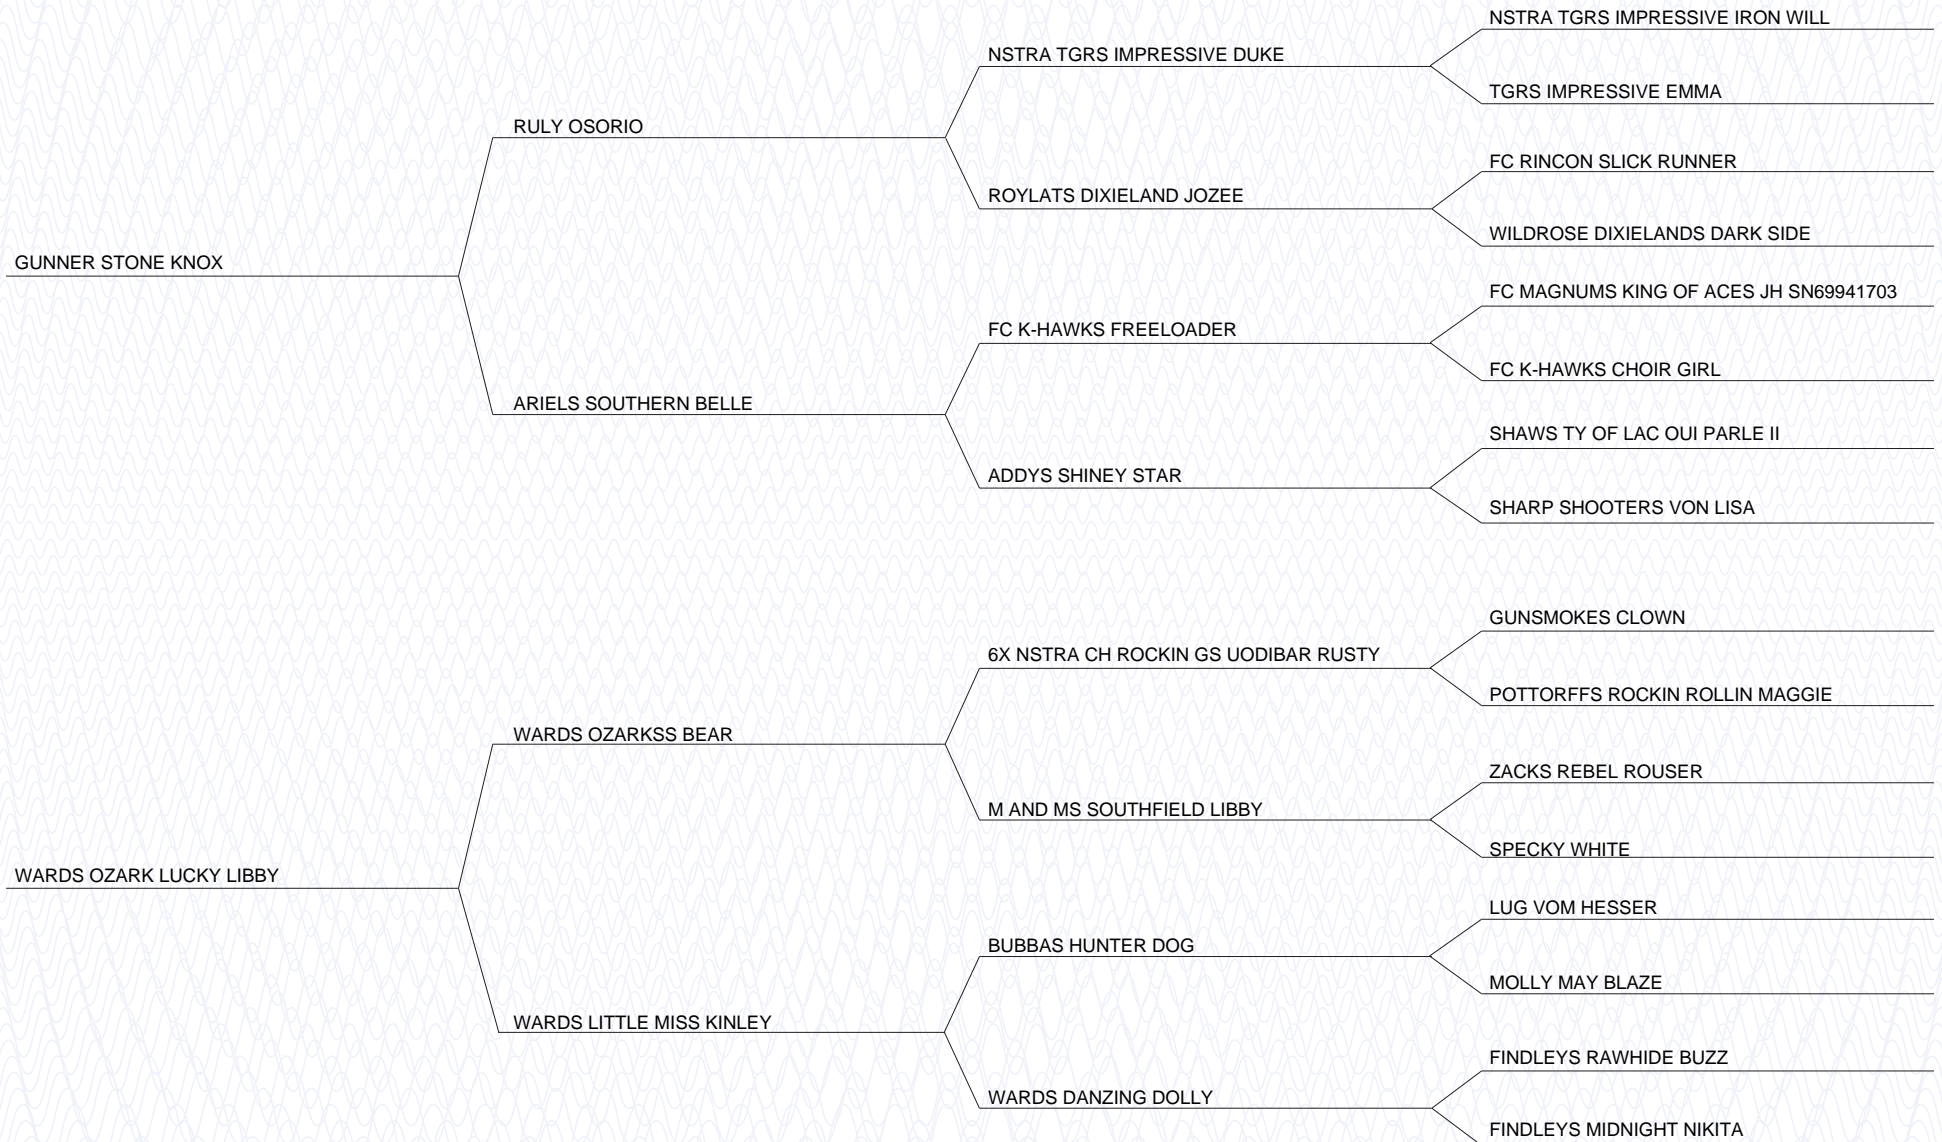 NSTRA TGRS IMPRESSIVE IRON WILL
NSTRA TGRS IMPRESSIVE DUKE
TGRS IMPRESSIVE EMMA
RULY OSORIO
FC RINCON SLICK RUNNER
ROYLATS DIXIELAND JOZEE
WILDROSE DIXIELANDS DARK SIDE
GUNNER STONE KNOX
FC MAGNUMS KING OF ACES JH SN69941703
FC K-HAWKS FREELOADER
FC K-HAWKS CHOIR GIRL
ARIELS SOUTHERN BELLE
SHAWS TY OF LAC OUI PARLE II
ADDYS SHINEY STAR
SHARP SHOOTERS VON LISA
GUNSMOKES CLOWN
6X NSTRA CH ROCKIN GS UODIBAR RUSTY
POTTORFFS ROCKIN ROLLIN MAGGIE
WARDS OZARKSS BEAR
ZACKS REBEL ROUSER
M AND MS SOUTHFIELD LIBBY
SPECKY WHITE
WARDS OZARK LUCKY LIBBY
LUG VOM HESSER
BUBBAS HUNTER DOG
MOLLY MAY BLAZE
WARDS LITTLE MISS KINLEY
FINDLEYS RAWHIDE BUZZ
WARDS DANZING DOLLY
FINDLEYS MIDNIGHT NIKITA